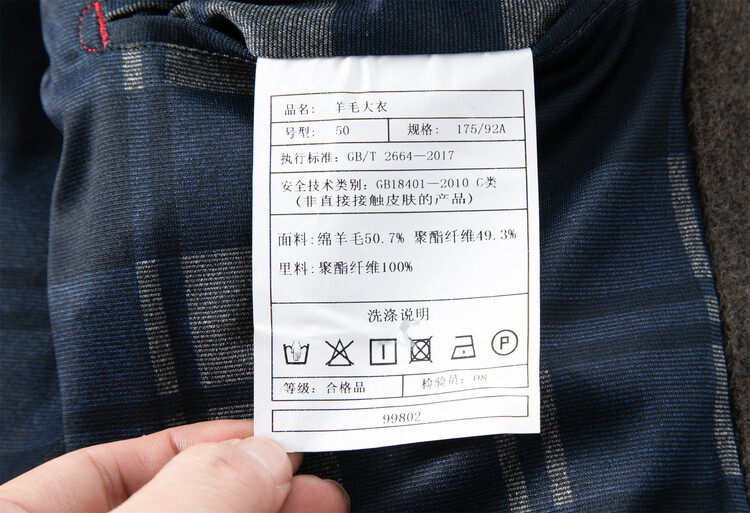 品名: 羊毛大衣
号型: 50 规格: 175/92A
执行标准: GB/T 2664—2017
安全技术类别: GB18401—2010 C类
(非直接接触皮肤的产品)
面料:绵羊毛50.7% 聚酯纤维49.3%
里料:聚酯纤维100%
洗涤说明
P
等级: 合格品 检验员: 08
99802